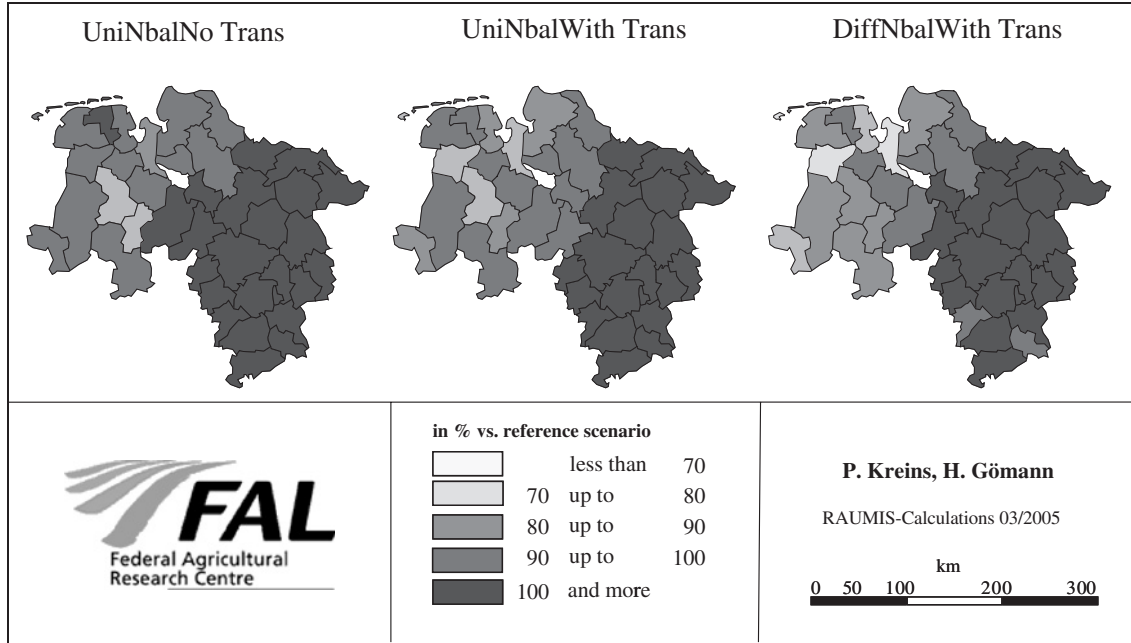 UniNbalNo Trans
UniNbalWith Trans
DiffNbalWith Trans
FAL
Federal Agricultural
Research Centre
in % vs. reference scenario
less than 70
70 up to 80
80 up to 90
90 up to 100
100 and more
P. Kreins, H. Gömann
RAUMIS-Calculations 03/2005
km
0 50 100 200 300